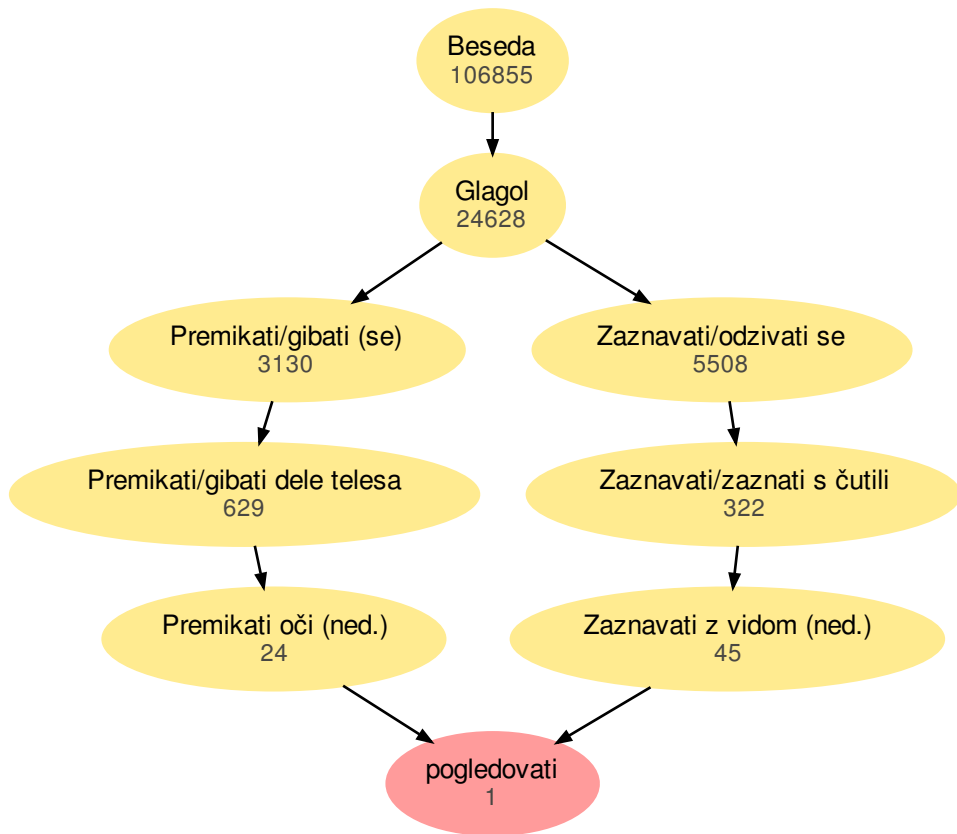 Beseda
106855
Glagol
24628
Premikati/gibati (se)
3130
Zaznavati/odzivati se
5508
Premikati/gibati dele telesa
629
Zaznavati/zaznati s čutili
322
Premikati oči (ned.)
24
Zaznavati z vidom (ned.)
45
pogledovati
1